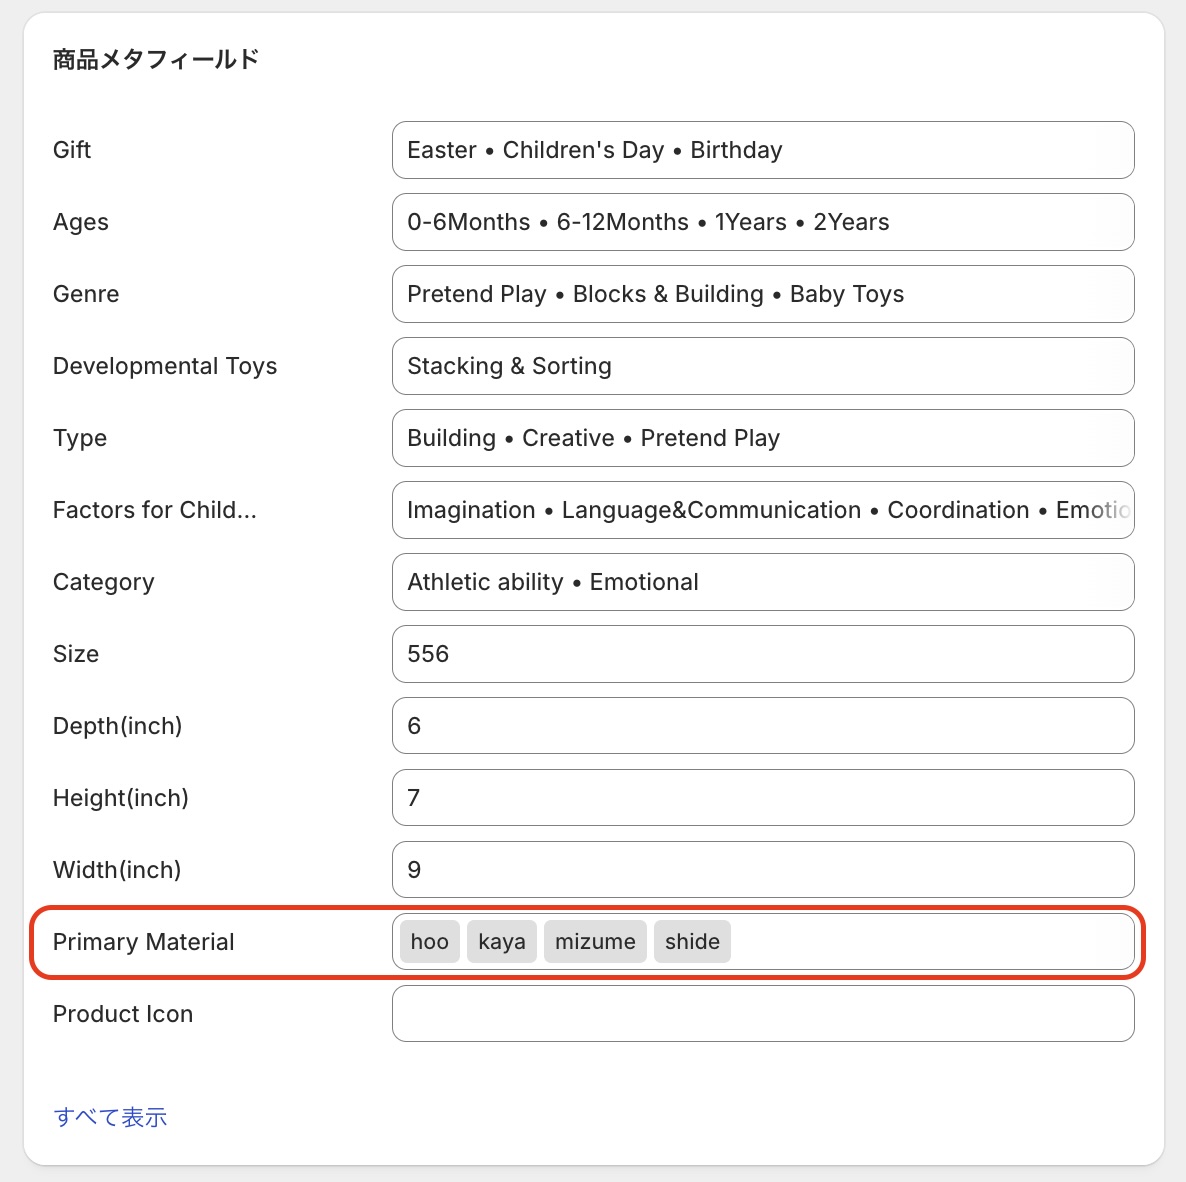 商品メタフィールド
Gift
Easter • Children's Day • Birthday
Ages
0-6Months • 6-12Months • 1Years • 2Years
Genre
Pretend Play • Blocks & Building • Baby Toys
Developmental Toys
Stacking & Sorting
Type
Building • Creative • Pretend Play
Factors for Child...
Imagination • Language&Communication • Coordination • Emotio
Category
Athletic ability • Emotional
Size
556
Depth(inch)
6
Height(inch)
7
Width(inch)
9
Primary Material
hoo kaya mizume shide
Product Icon
すべて表示